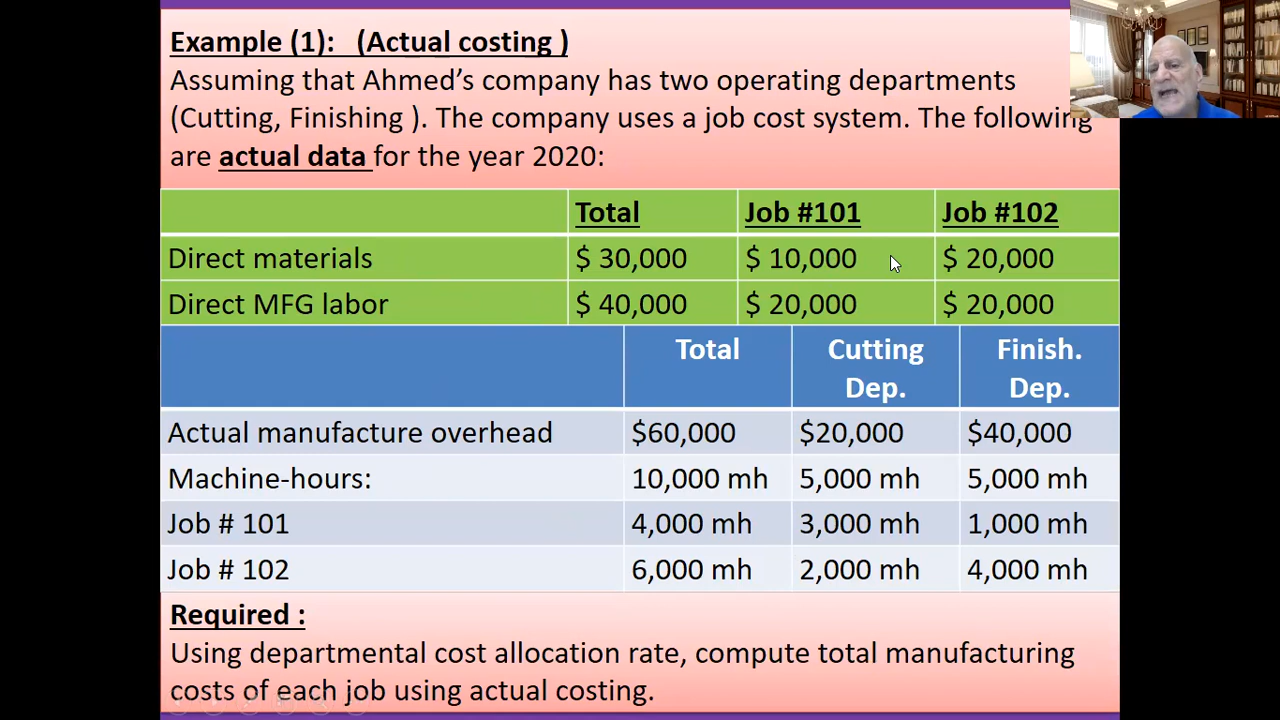 Example (1): (Actual costing )
Assuming that Ahmed's company has two operating departments
(Cutting, Finishing ). The company uses a job cost system. The following
are actual data for the year 2020:
Total Job #101 Job #102
Direct materials $ 30,000 $ 10,000 $ 20,000
Direct MFG labor $ 40,000 $ 20,000 $ 20,000
Total Cutting Dep. Finish. Dep.
Actual manufacture overhead $60,000 $20,000 $40,000
Machine-hours: 10,000 mh 5,000 mh 5,000 mh
Job # 101 4,000 mh 3,000 mh 1,000 mh
Job # 102 6,000 mh 2,000 mh 4,000 mh
Required :
Using departmental cost allocation rate, compute total manufacturing
costs of each job using actual costing.